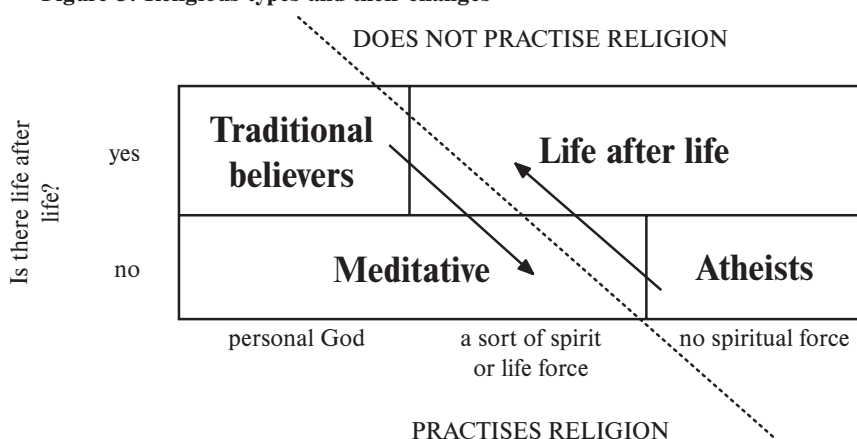 Figure 3. Religious types and their changes
DOES NOT PRACTISE RELIGION
Is there life after
life?
yes
Traditional
believers
Life after life
no
Meditative
Atheists
personal God
a sort of spirit
or life force
no spiritual force
PRACTISES RELIGION